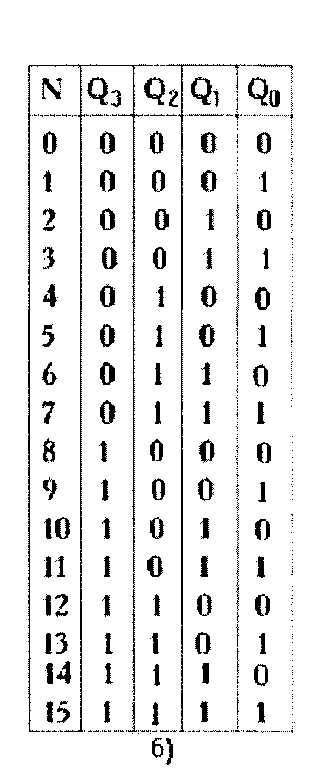 N Q3 Q2 Q1 Q0
0 0 0 0 0
1 0 0 0 1
2 0 0 1 0
3 0 0 1 1
4 0 1 0 0
5 0 1 0 1
6 0 1 1 0
7 0 1 1 1
8 1 0 0 0
9 1 0 0 1
10 1 0 1 0
11 1 0 1 1
12 1 1 0 0
13 1 1 0 1
14 1 1 1 0
15 1 1 1 1
б)